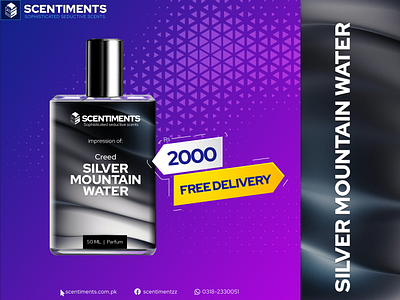 SCENTIMENTS
SOPHISTICATED SEDUCTIVE SCENTS
SCENTIMENTS
Sophisticated seductive scents
impression of:
Creed
SILVER
MOUNTAIN
WATER
50 ML | Parfum
Rs
2000
FREE DELIVERY
SILVER MOUNTAIN WATER
scentiments.com.pk
scentimentzz
0318-2330051